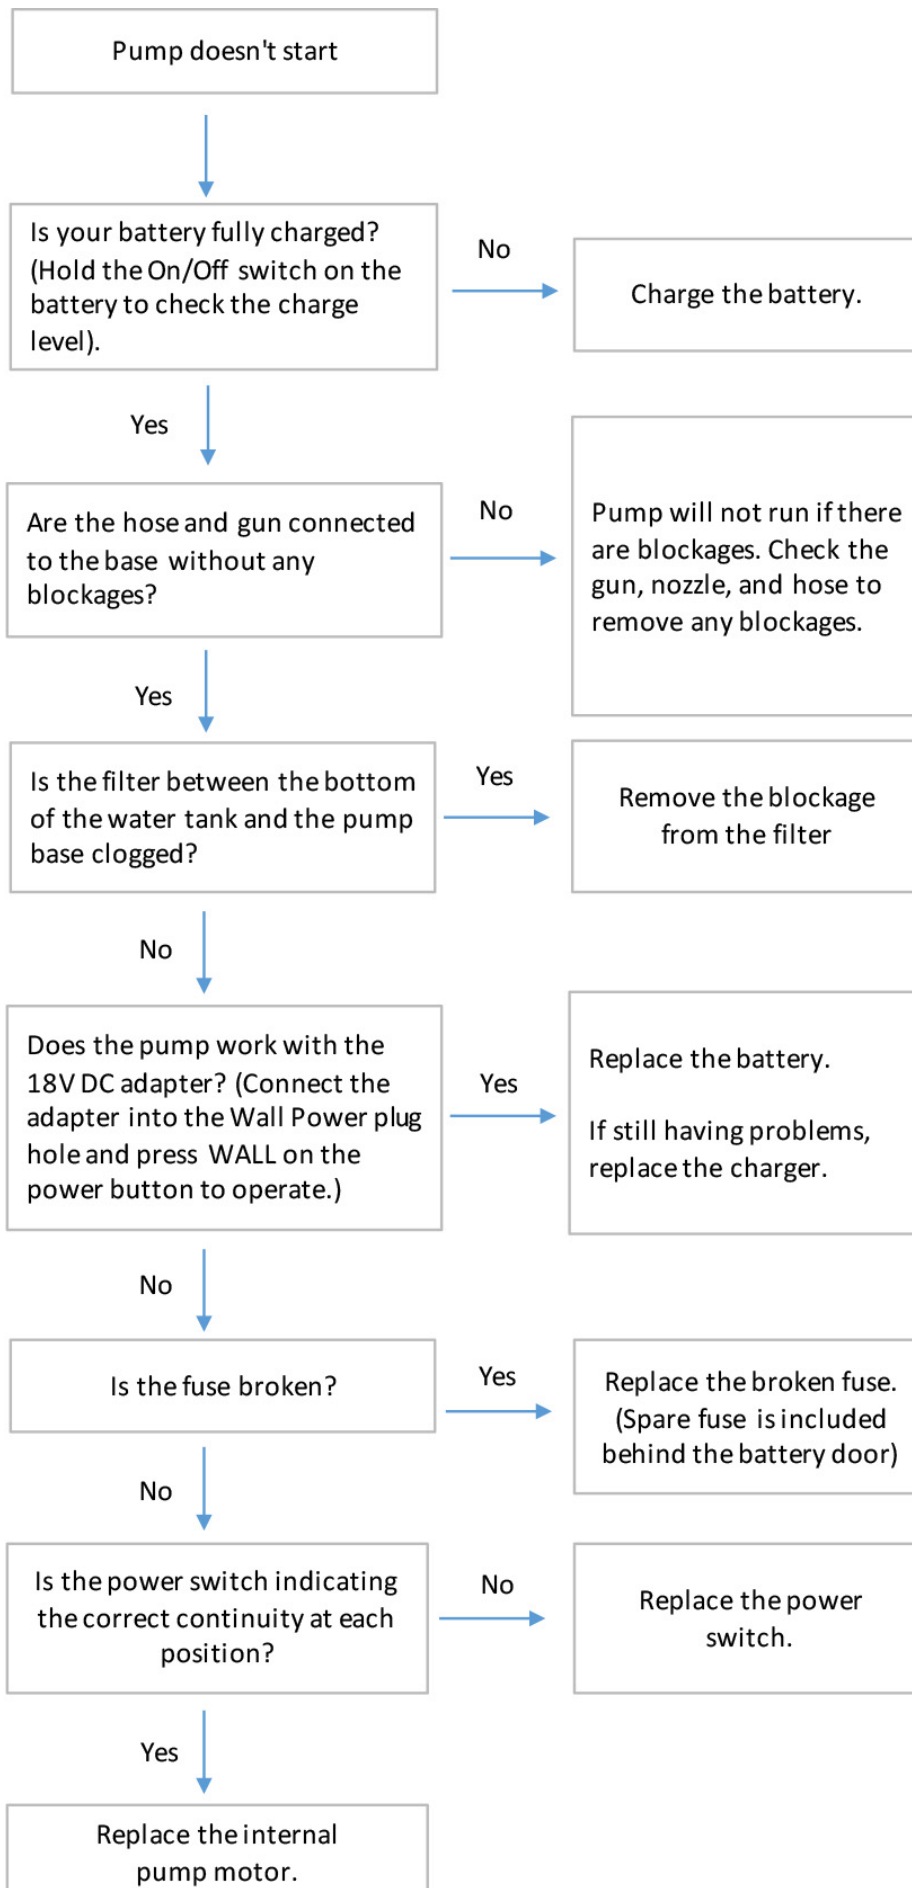 Pump doesn't start
Is your battery fully charged?
(Hold the On/Off switch on the
battery to check the charge
level).
No
Charge the battery.
Yes
Are the hose and gun connected
to the base without any
blockages?
No
Pump will not run if there
are blockages. Check the
gun, nozzle, and hose to
remove any blockages.
Yes
Is the filter between the bottom
of the water tank and the pump
base clogged?
Yes
Remove the blockage
from the filter
No
Does the pump work with the
18V DC adapter? (Connect the
adapter into the Wall Power plug
hole and press WALL on the
power button to operate.)
Yes
Replace the battery.
If still having problems,
replace the charger.
No
Is the fuse broken?
Yes
Replace the broken fuse.
(Spare fuse is included
behind the battery door)
No
Is the power switch indicating
the correct continuity at each
position?
No
Replace the power
switch.
Yes
Replace the internal
pump motor.